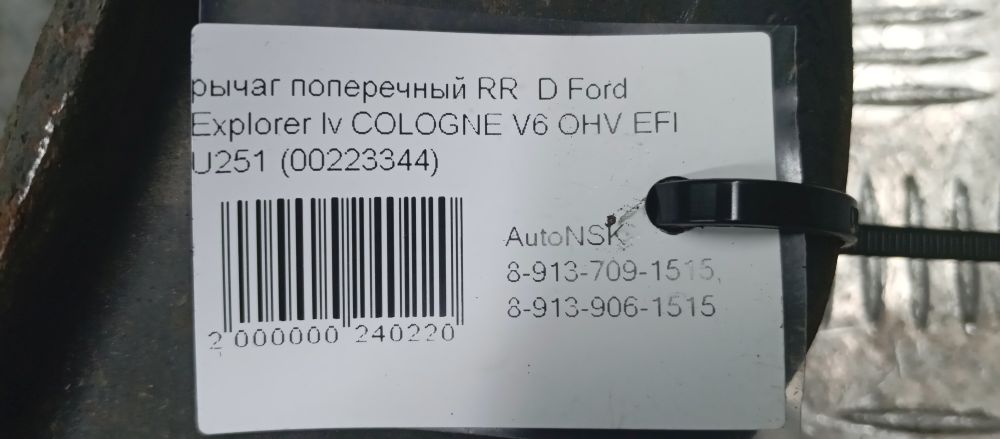 рычаг поперечный RR D Ford
Explorer Iv COLOGNE V6 OHV EFI
U251 (00223344)
AutoNSK
8-913-709-1515,
8-913-906-1515
2 000000 240220